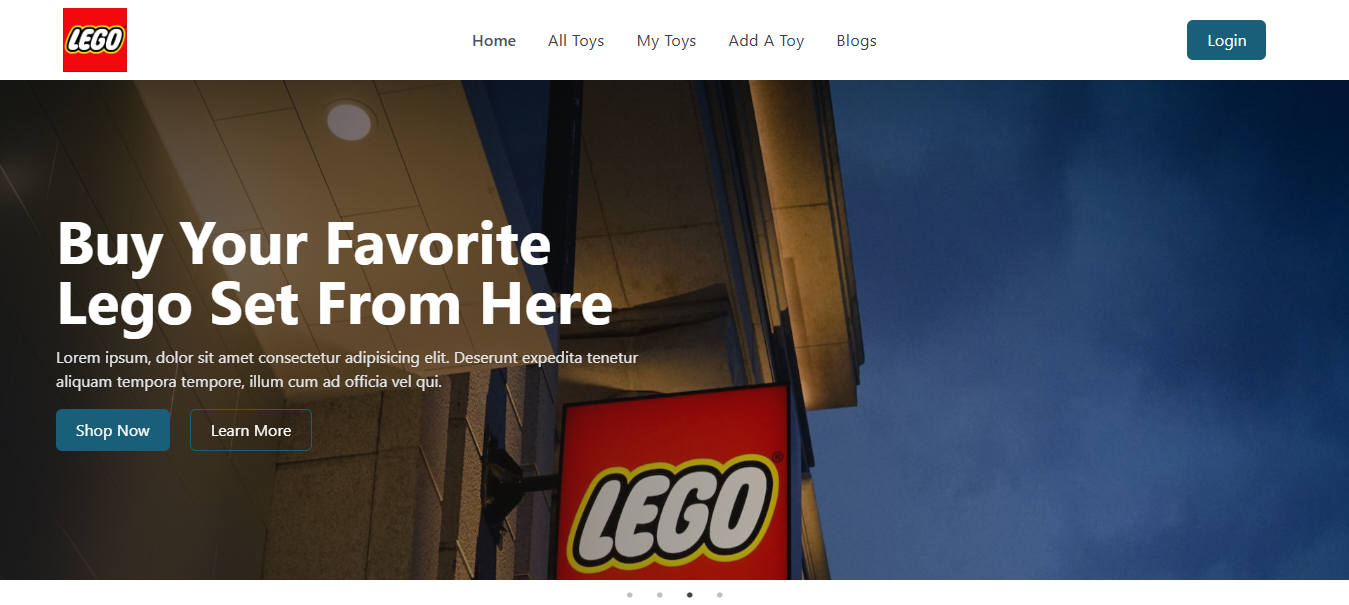 LEGO
Home
All Toys
My Toys
Add A Toy
Blogs
Login
Buy Your Favorite
Lego Set From Here
Lorem ipsum, dolor sit amet consectetur adipisicing elit. Deserunt expedita tenetur
aliquam tempora tempore, illum cum ad officia vel qui.
Shop Now
Learn More
LEGO®